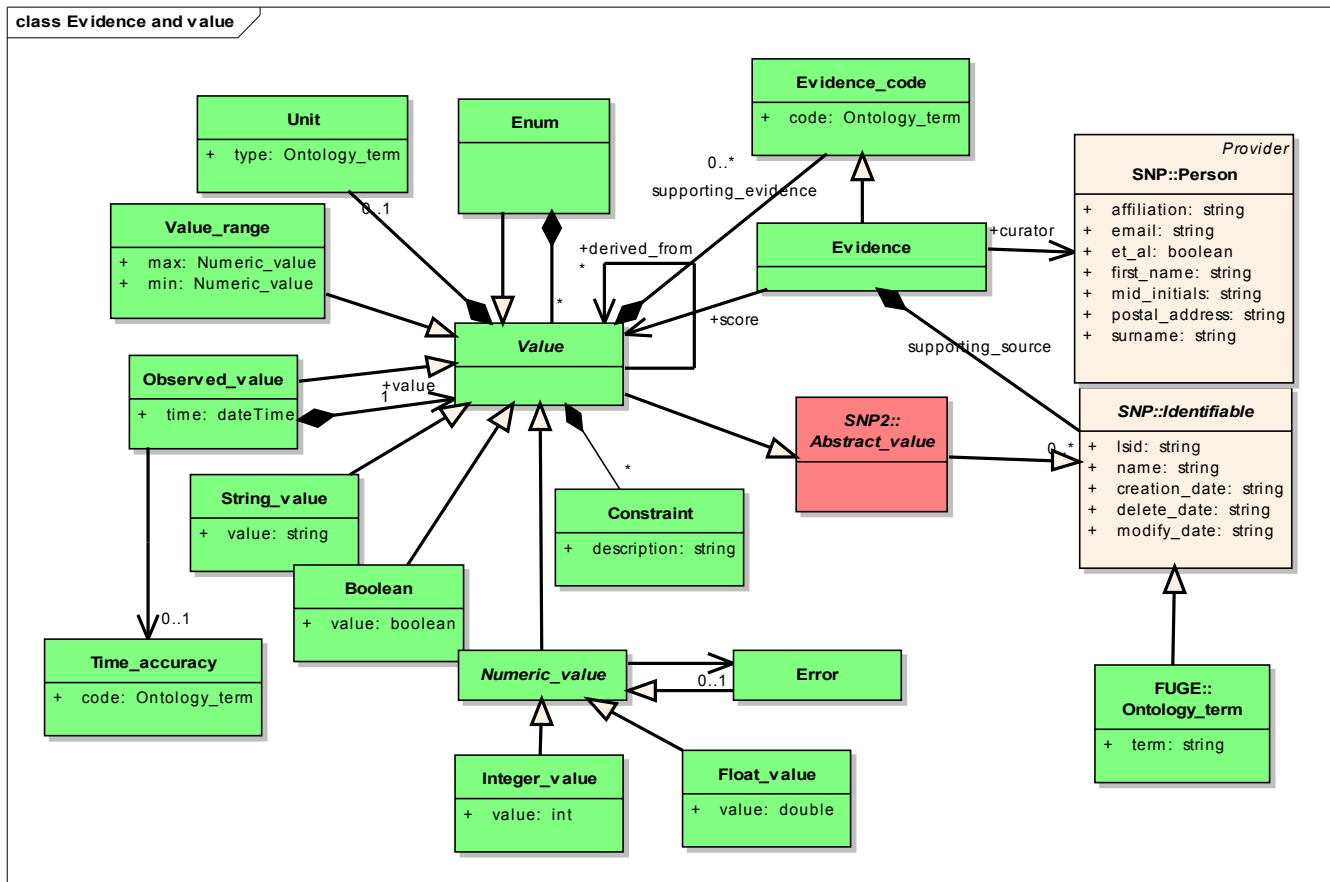 class Evidence and value
Evidence_code
+ code: Ontology_term
Unit
+ type: Ontology_term
Enum
Provider
SNP::Person
+ affiliation: string
+ email: string
+ et_al: boolean
+ first_name: string
+ mid_initials: string
+ postal_address: string
+ surname: string
0..*
supporting_evidence
0..1
Value_range
+ max: Numeric_value
+ min: Numeric_value
Evidence
+curator
+derived_from
*
*
+score
Value
supporting_source
Observed_value
+ time: dateTime
+value
1
SNP2::
Abstract_value
SNP::Identifiable
+ lsid: string
+ name: string
+ creation_date: string
+ delete_date: string
+ modify_date: string
0..*
*
String_value
+ value: string
Constraint
+ description: string
Boolean
+ value: boolean
0..1
Time_accuracy
+ code: Ontology_term
Numeric_value
0..1
Error
FUGE::
Ontology_term
+ term: string
Integer_value
+ value: int
Float_value
+ value: double